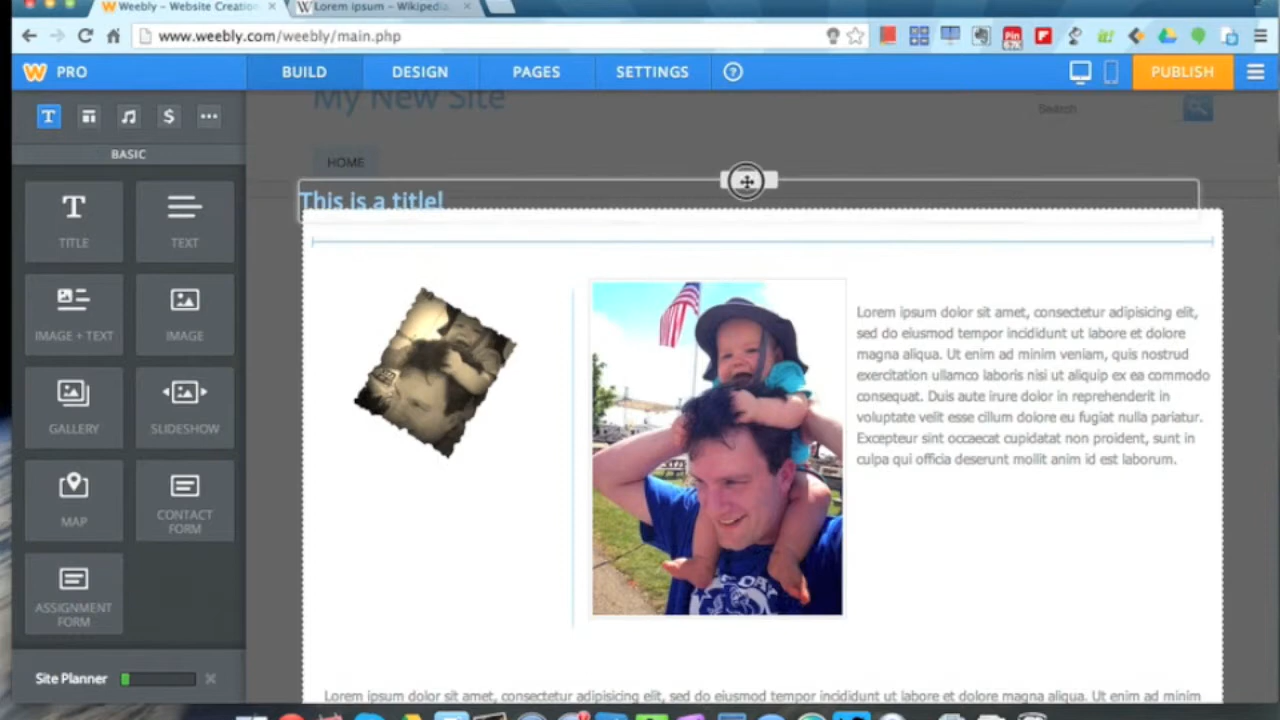 Weebly - Website Creation
Lorem ipsum - Wikipedia,
www.weebly.com/weebly/main.php
Pin
PRO
BUILD
DESIGN
PAGES
SETTINGS
?
PUBLISH
T
$
BASIC
T
TITLE
TEXT
IMAGE + TEXT
IMAGE
GALLERY
SLIDESHOW
MAP
CONTACT
FORM
ASSIGNMENT
FORM
Site Planner
My New Site
Search
HOME
This is a title!
Lorem ipsum dolor sit amet, consectetur adipisicing elit,
sed do eiusmod tempor incididunt ut labore et dolore
magna aliqua. Ut enim ad minim veniam, quis nostrud
exercitation ullamco laboris nisi ut aliquip ex ea commodo
consequat. Duis aute irure dolor in reprehenderit in
voluptate velit esse cillum dolore eu fugiat nulla pariatur.
Excepteur sint occaecat cupidatat non proident, sunt in
culpa qui officia deserunt mollit anim id est laborum.
Lorem ipsum dolor sit amet, consectetur adipisicing elit, sed do eiusmod tempor incididunt ut labore et dolore magna aliqua. Ut enim ad minim